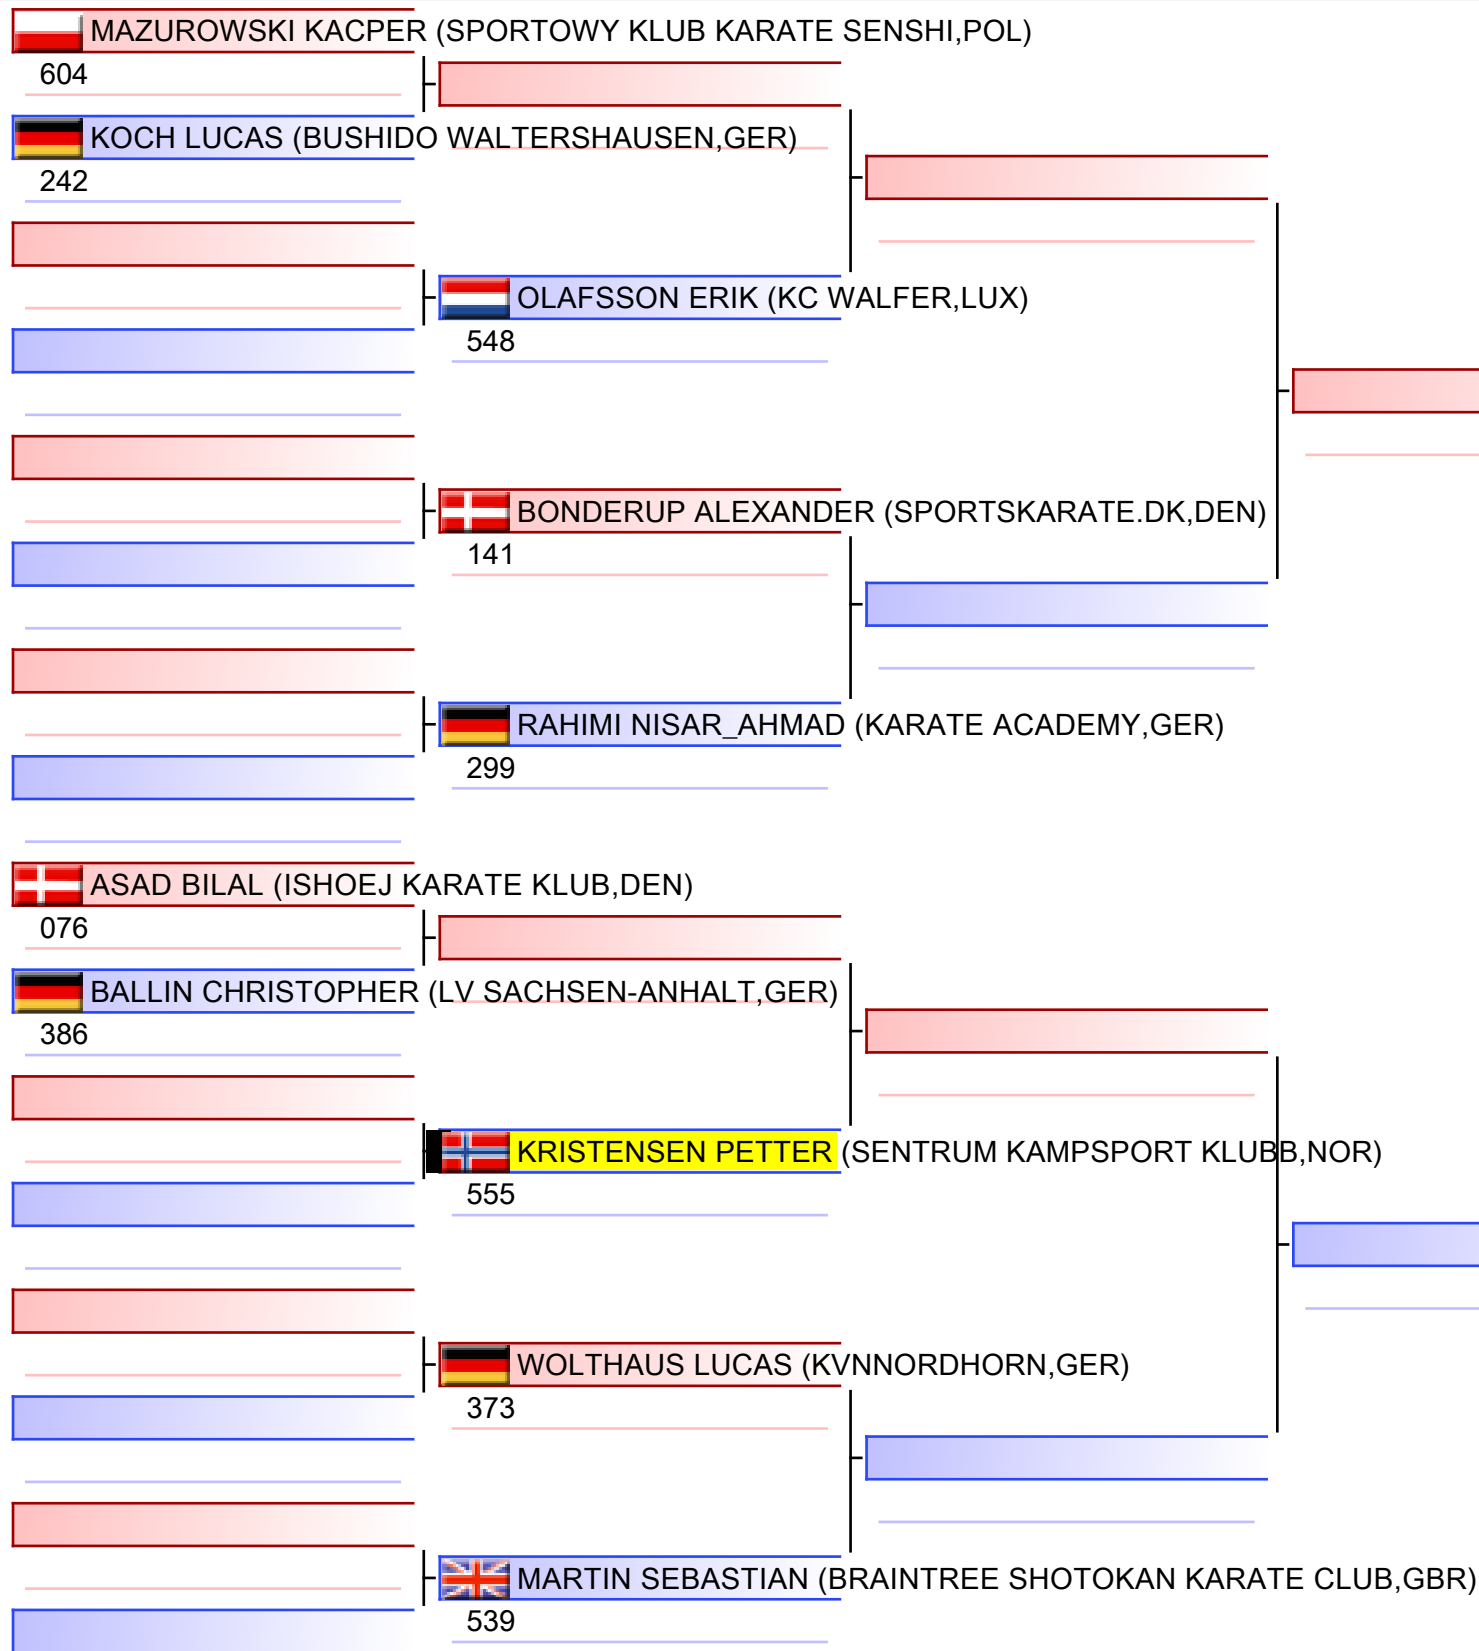 MAZUROWSKI KACPER (SPORTOWY KLUB KARATE SENSHI,POL)
604
KOCH LUCAS (BUSHIDO WALTERSHAUSEN,GER)
242
OLAFSSON ERIK (KC WALFER,LUX)
548
BONDERUP ALEXANDER (SPORTSKARATE.DK,DEN)
141
RAHIMI NISAR_AHMAD (KARATE ACADEMY,GER)
299
ASAD BILAL (ISHOEJ KARATE KLUB,DEN)
076
BALLIN CHRISTOPHER (LV SACHSEN-ANHALT,GER)
386
KRISTENSEN PETTER (SENTRUM KAMPSPORT KLUBB,NOR)
555
WOLTHAUS LUCAS (KVNNORDHORN,GER)
373
MARTIN SEBASTIAN (BRAINTREE SHOTOKAN KARATE CLUB,GBR)
539